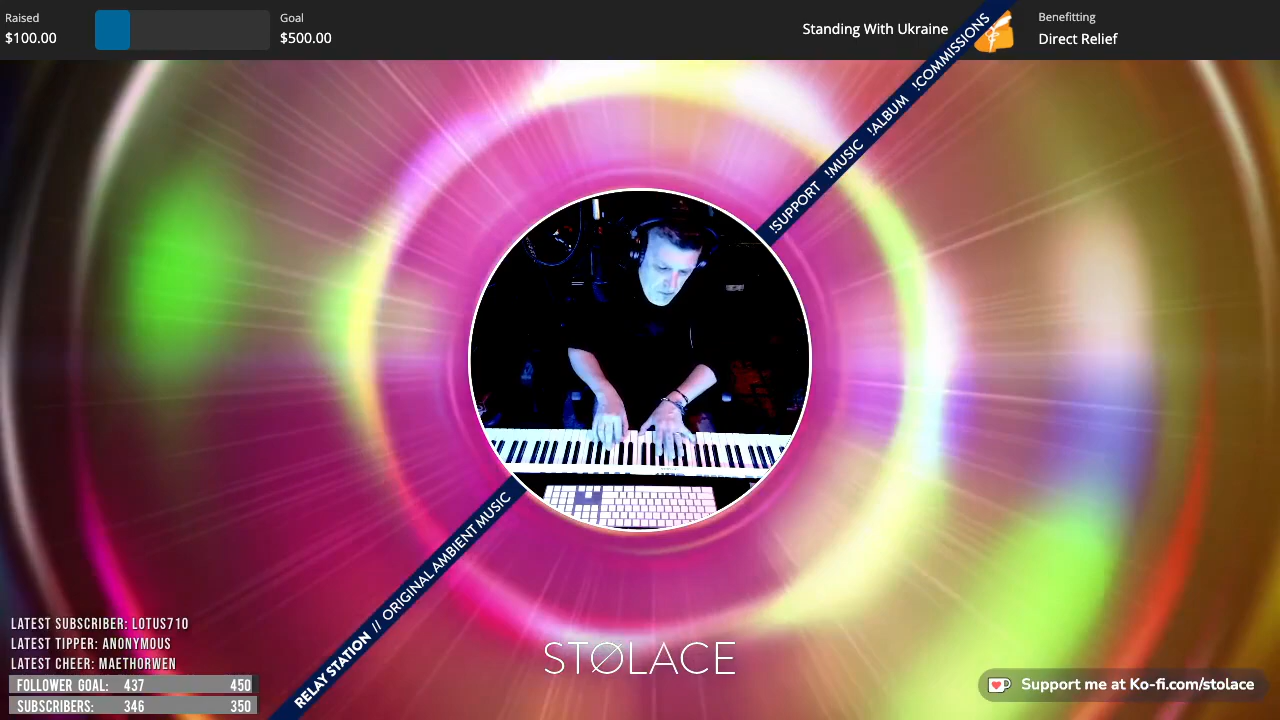 Raised
$100.00
Goal
$500.00
Standing With Ukraine
Benefitting
Direct Relief
!SUPPORT !MUSIC !ALBUM !COMMISSIONS
RELAY STATION // ORIGINAL AMBIENT MUSIC
STØLACE
LATEST SUBSCRIBER: LOTUS710
LATEST TIPPER: ANONYMOUS
LATEST CHEER: MAETHORWEN
FOLLOWER GOAL: 437 450
SUBSCRIBERS: 346 350
Support me at Ko-fi.com/stolace